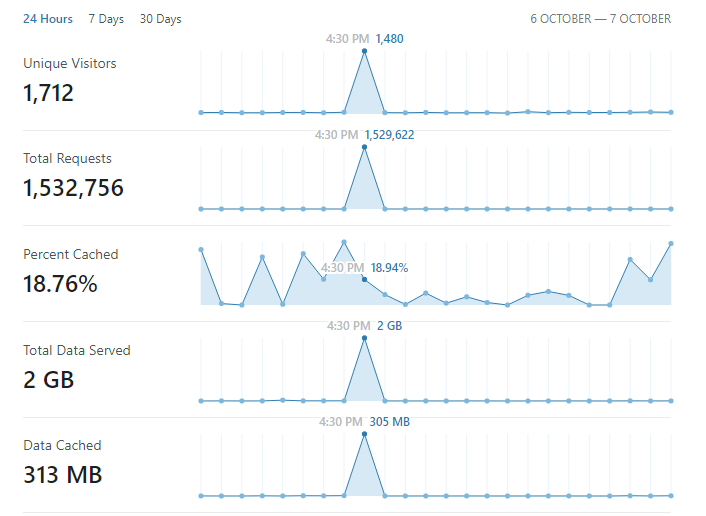 24 Hours 7 Days 30 Days 6 OCTOBER — 7 OCTOBER
4:30 PM 1,480
Unique Visitors
1,712
4:30 PM 1,529,622
Total Requests
1,532,756
Percent Cached
4:30 PM 18.94%
18.76%
4:30 PM 2 GB
Total Data Served
2 GB
4:30 PM 305 MB
Data Cached
313 MB